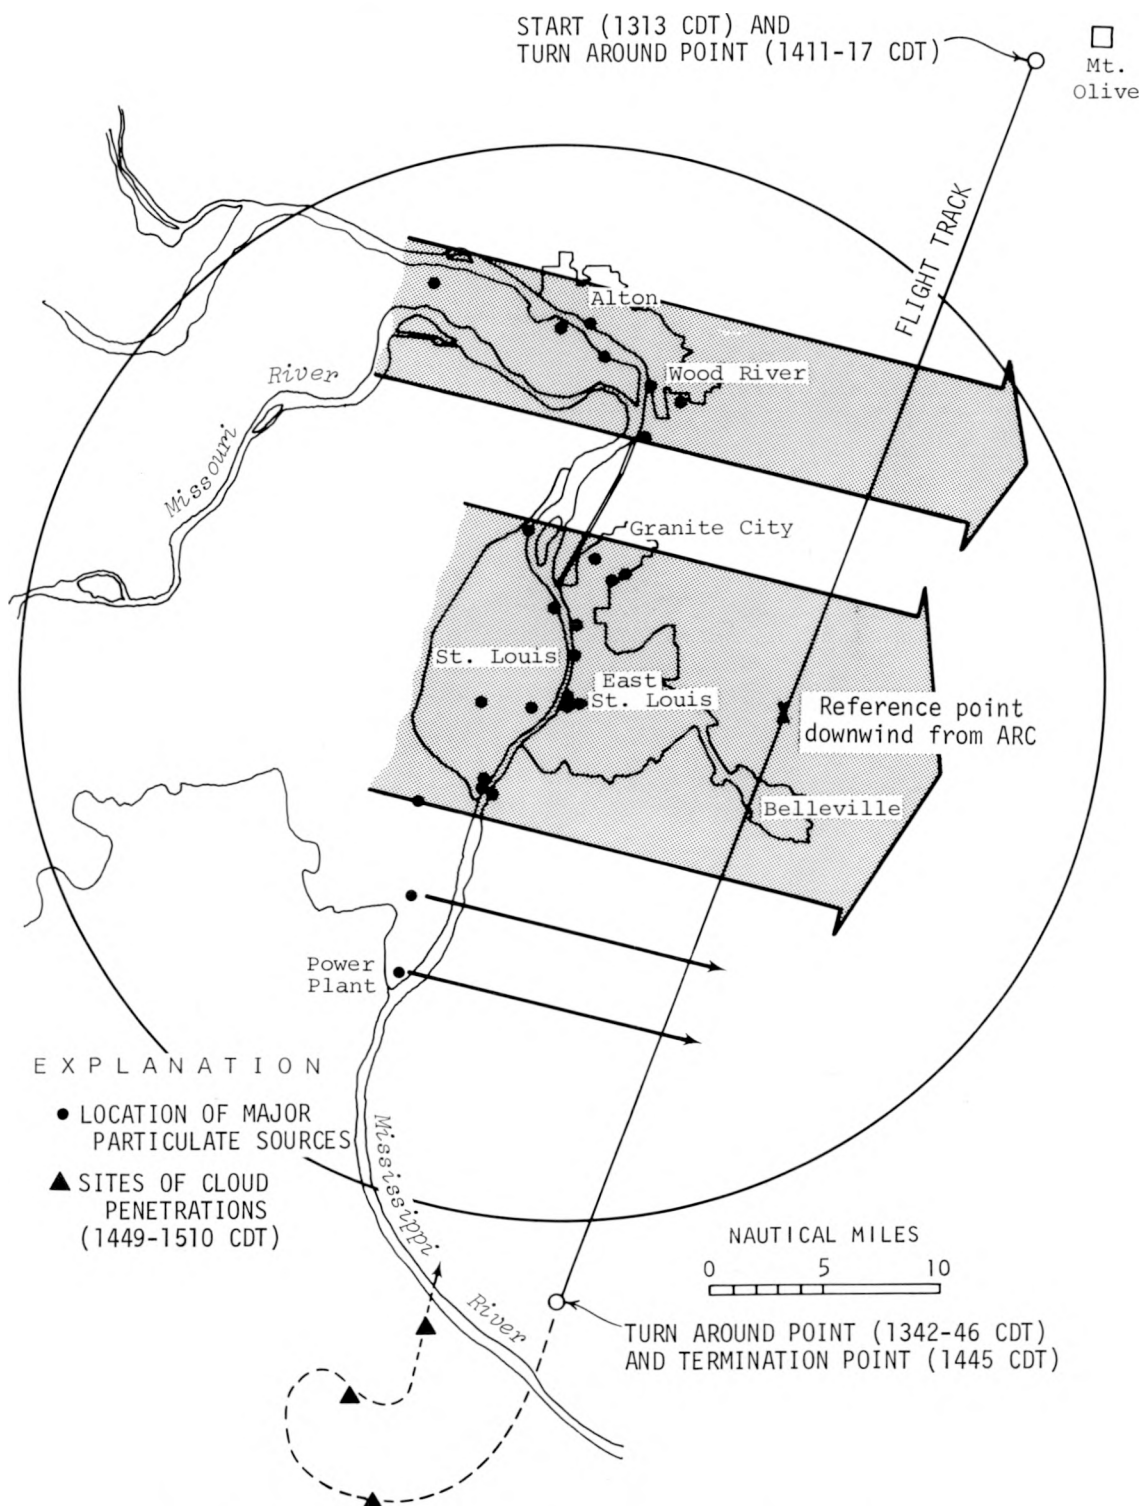 START (1313 CDT) AND
TURN AROUND POINT (1411-17 CDT)
Mt.
Olive
FLIGHT TRACK
Alton
Wood River
River
Missouri
Granite City
St. Louis
East
St. Louis
Reference point
downwind from ARC
Belleville
Power
Plant
EXPLANATION
LOCATION OF MAJOR
PARTICULATE SOURCES
SITES OF CLOUD
PENETRATIONS
(1449-1510 CDT)
Mississippi
River
NAUTICAL MILES
0 5 10
TURN AROUND POINT (1342-46 CDT)
AND TERMINATION POINT (1445 CDT)